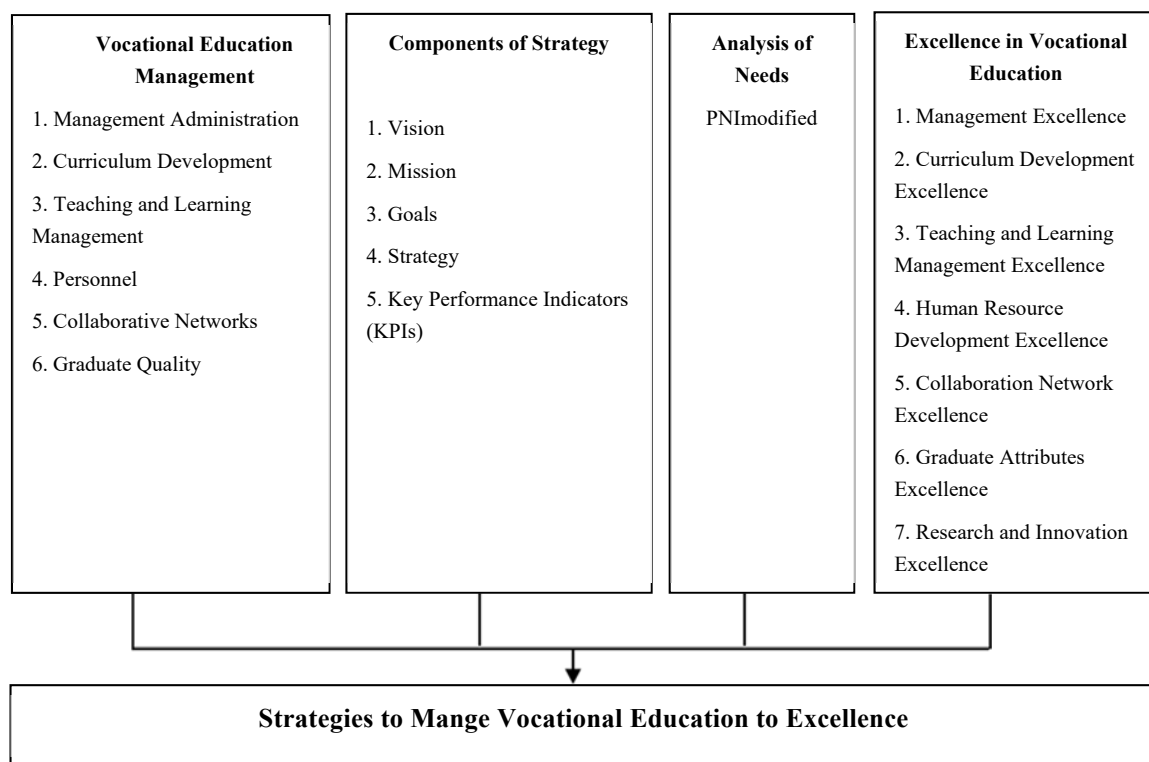 Vocational Education
Management
1. Management Administration
2. Curriculum Development
3. Teaching and Learning
Management
4. Personnel
5. Collaborative Networks
6. Graduate Quality
Components of Strategy
1. Vision
2. Mission
3. Goals
4. Strategy
5. Key Performance Indicators
(KPIs)
Analysis of
Needs
PNImodified
Excellence in Vocational
Education
1. Management Excellence
2. Curriculum Development
Excellence
3. Teaching and Learning
Management Excellence
4. Human Resource
Development Excellence
5. Collaboration Network
Excellence
6. Graduate Attributes
Excellence
7. Research and Innovation
Excellence
Strategies to Mange Vocational Education to Excellence